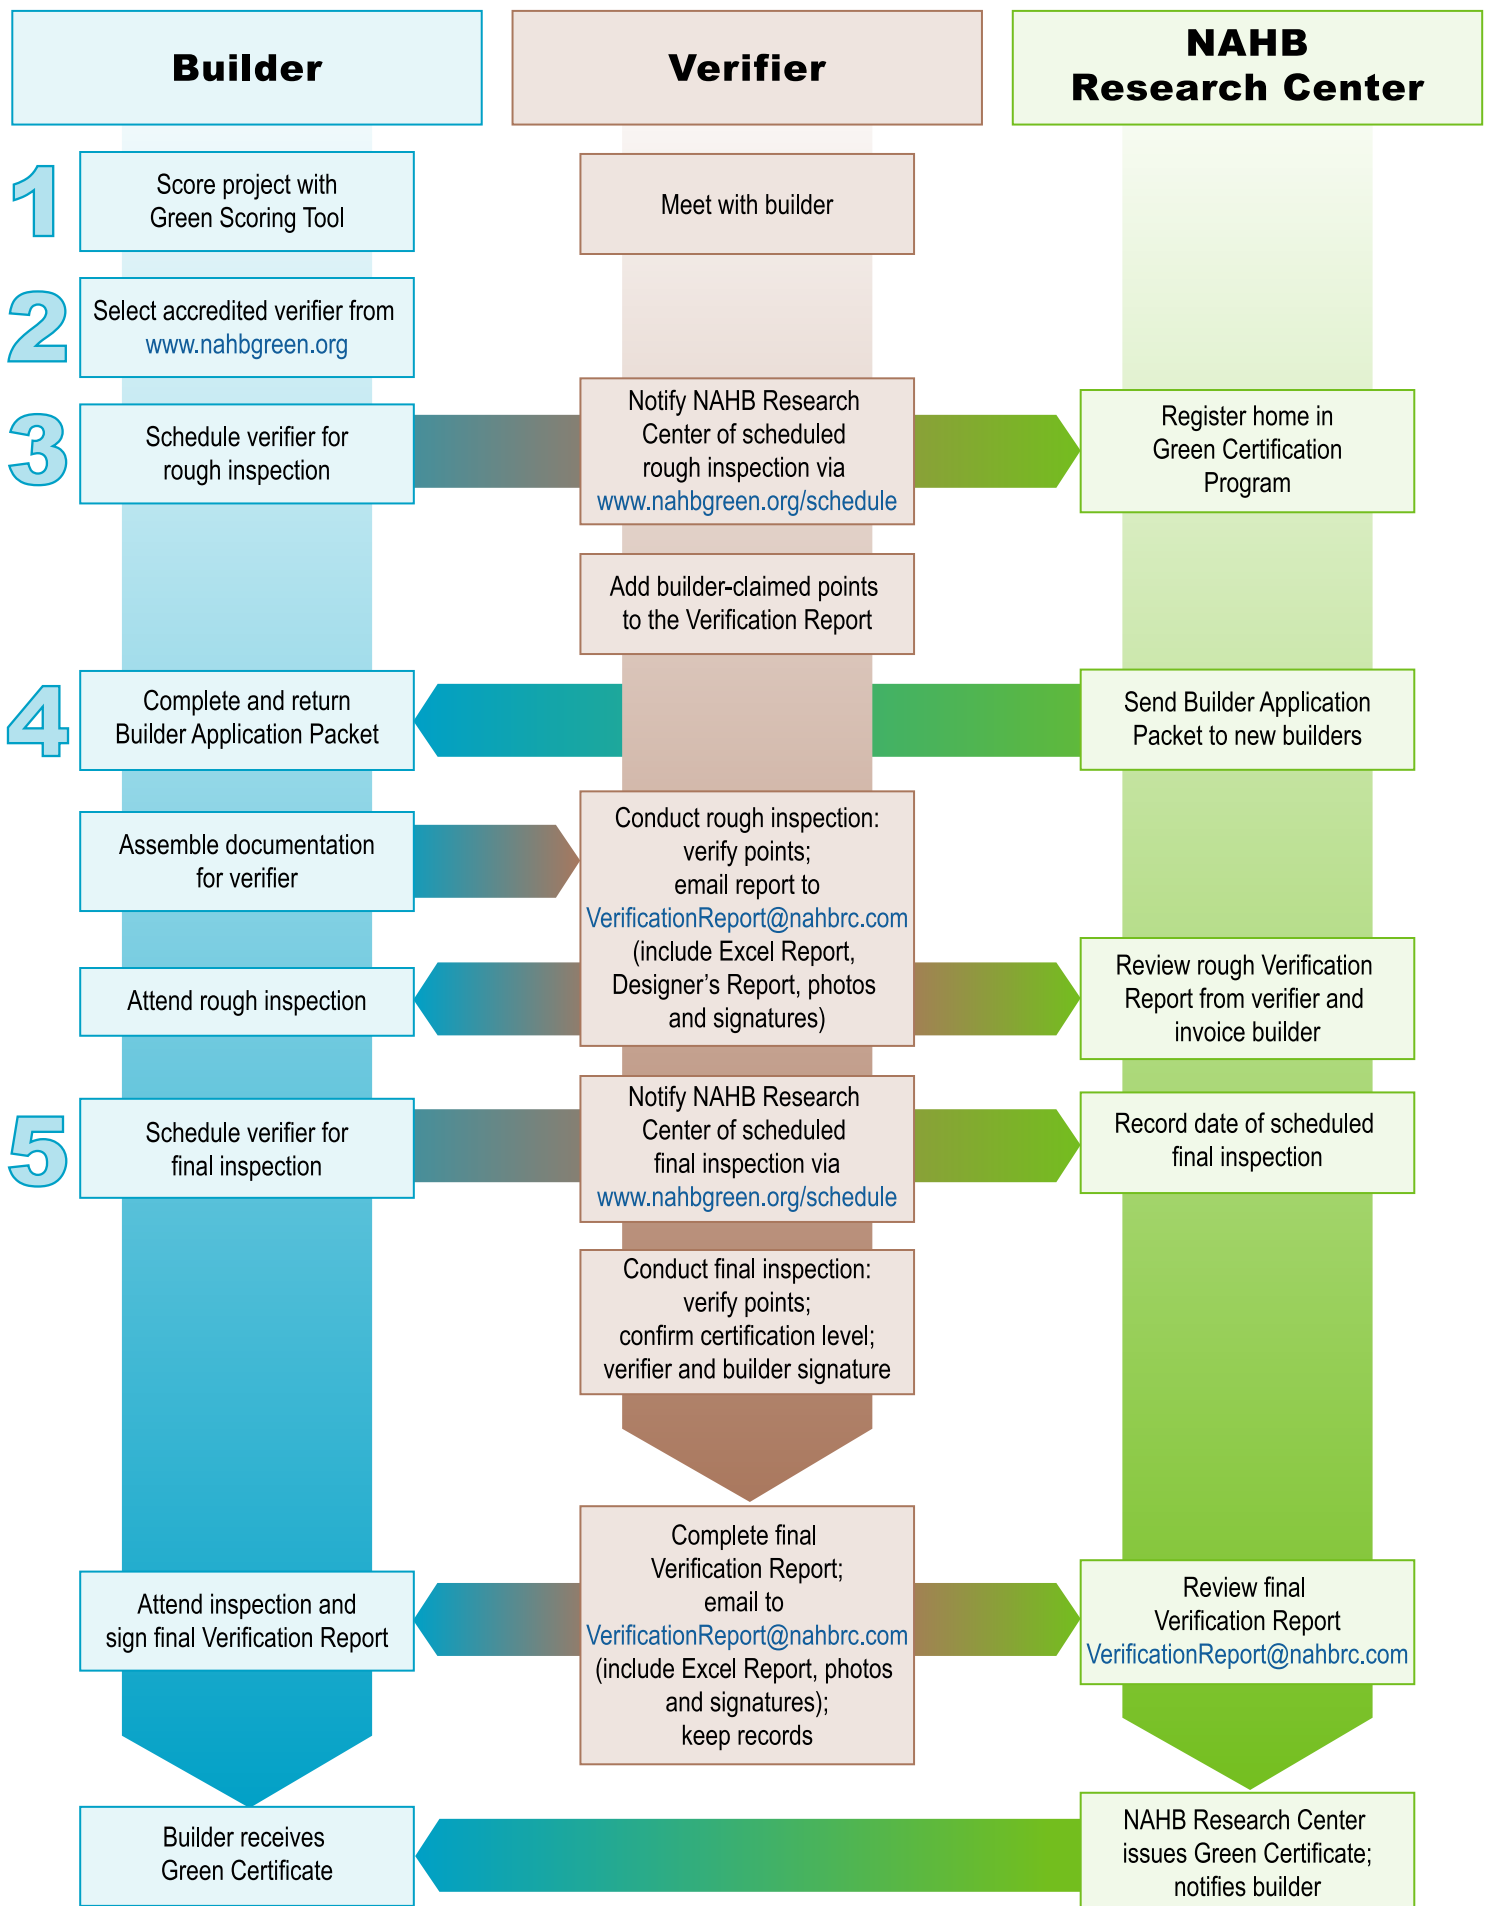 Builder
Verifier
NAHB
Research Center
1
Score project with
Green Scoring Tool
Meet with builder
2
Select accredited verifier from
www.nahbgreen.org
3
Schedule verifier for
rough inspection
Notify NAHB Research
Center of scheduled
rough inspection via
www.nahbgreen.org/schedule
Register home in
Green Certification
Program
Add builder-claimed points
to the Verification Report
4
Complete and return
Builder Application Packet
Send Builder Application
Packet to new builders
Assemble documentation
for verifier
Conduct rough inspection:
verify points;
email report to
VerificationReport@nahbrc.com
(include Excel Report,
Designer’s Report, photos
and signatures)
Attend rough inspection
Review rough Verification
Report from verifier and
invoice builder
5
Schedule verifier for
final inspection
Notify NAHB Research
Center of scheduled
final inspection via
www.nahbgreen.org/schedule
Record date of scheduled
final inspection
Conduct final inspection:
verify points;
confirm certification level;
verifier and builder signature
Attend inspection and
sign final Verification Report
Complete final
Verification Report;
email to
VerificationReport@nahbrc.com
(include Excel Report, photos
and signatures);
keep records
Review final
Verification Report
VerificationReport@nahbrc.com
Builder receives
Green Certificate
NAHB Research Center
issues Green Certificate;
notifies builder